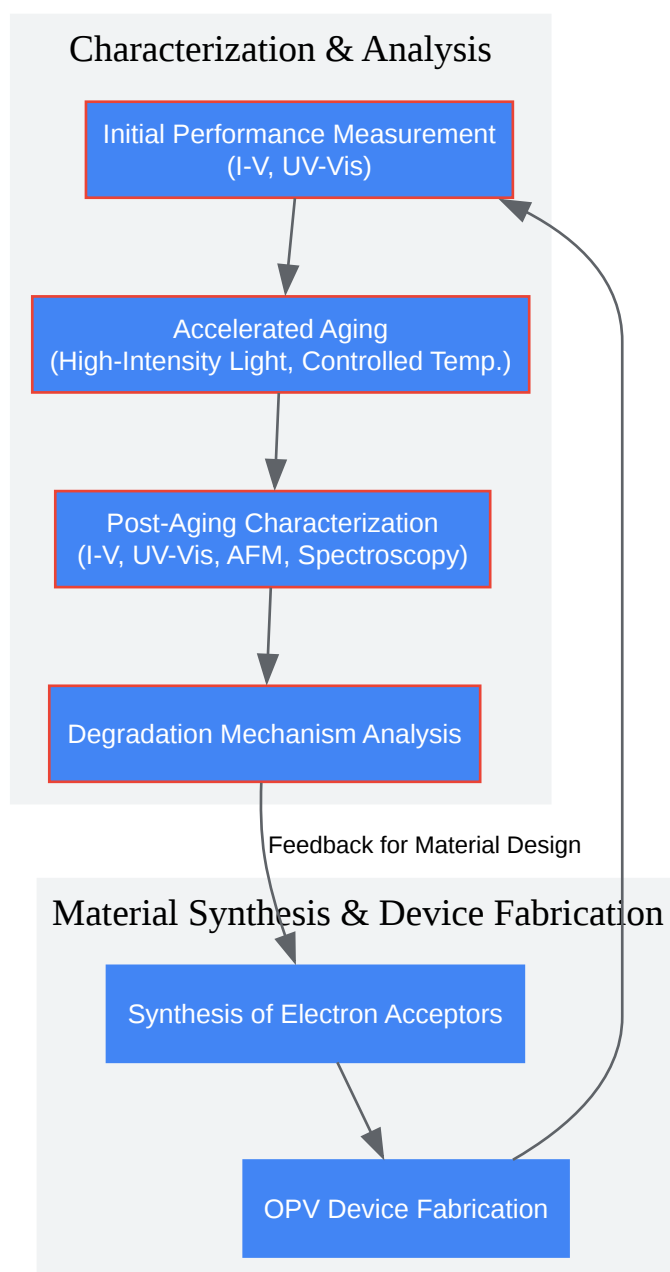 Characterization & Analysis
Initial Performance Measurement
(I-V, UV-Vis)
Accelerated Aging
(High-Intensity Light, Controlled Temp.)
Post-Aging Characterization
(I-V, UV-Vis, AFM, Spectroscopy)
Degradation Mechanism Analysis
Feedback for Material Design
Material Synthesis & Device Fabrication
Synthesis of Electron Acceptors
OPV Device Fabrication